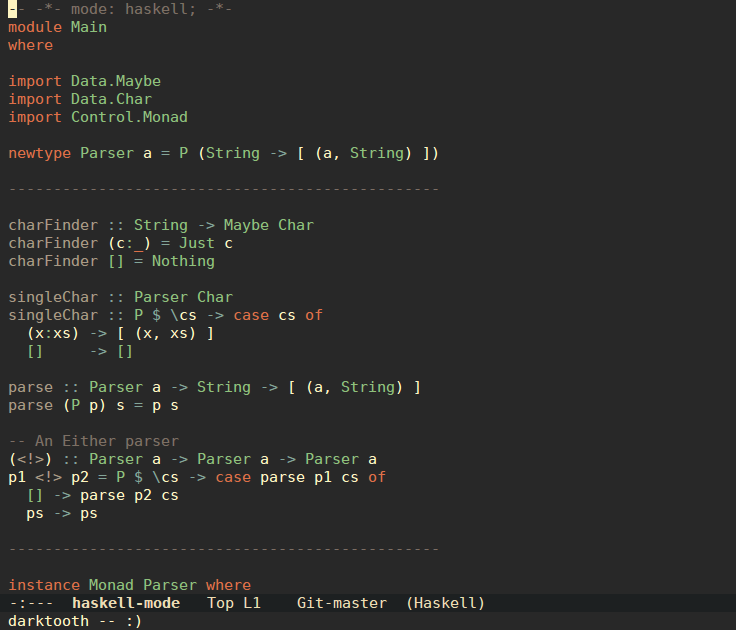 -- -*- mode: haskell; -*-
module Main
where
import Data.Maybe
import Data.Char
import Control.Monad
newtype Parser a = P (String -> [ (a, String) ])
------------------------------------------------
charFinder :: String -> Maybe Char
charFinder (c:_) = Just c
charFinder [] = Nothing
singleChar :: Parser Char
singleChar :: P $ \cs -> case cs of
  (x:xs) -> [ (x, xs) ]
  []     -> []
parse :: Parser a -> String -> [ (a, String) ]
parse (P p) s = p s
-- An Either parser
(<!>) :: Parser a -> Parser a -> Parser a
p1 <!> p2 = P $ \cs -> case parse p1 cs of
  [] -> parse p2 cs
  ps -> ps
------------------------------------------------
instance Monad Parser where
-:---  haskell-mode   Top L1    Git-master  (Haskell)
darktooth -- :)